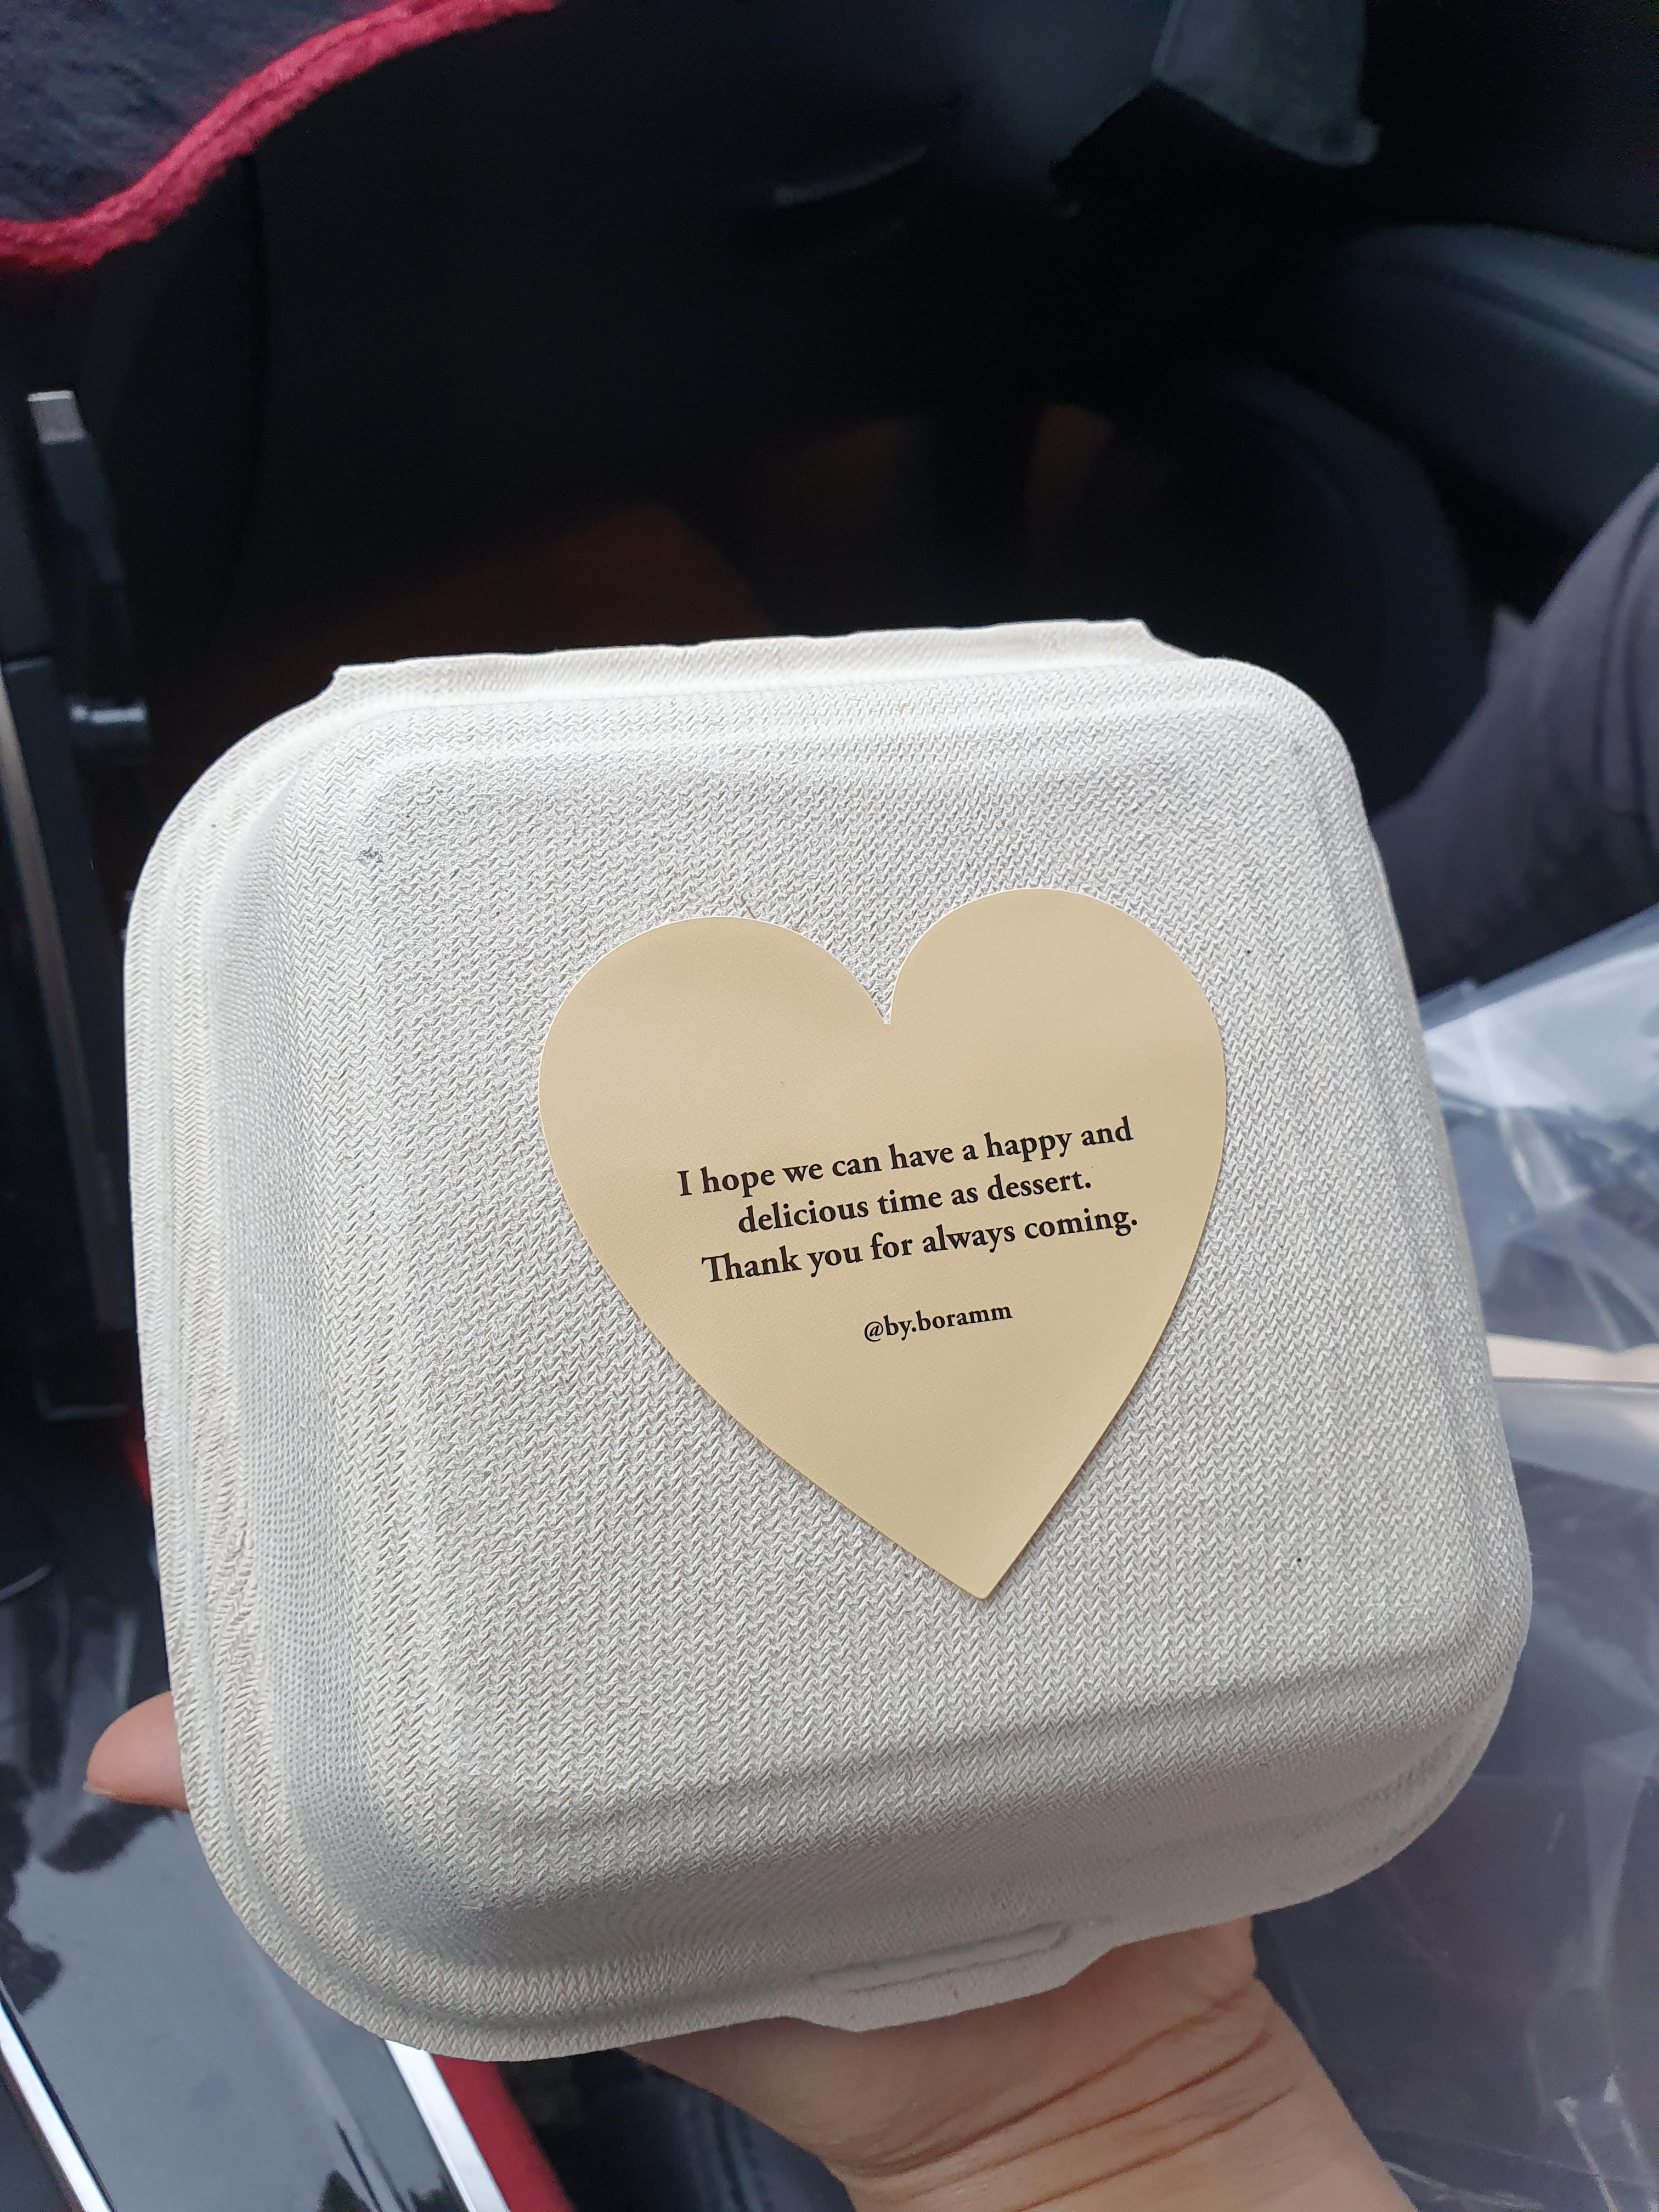 I hope we can have a happy and
delicious time as dessert.
Thank you for always coming.
@by.boramm